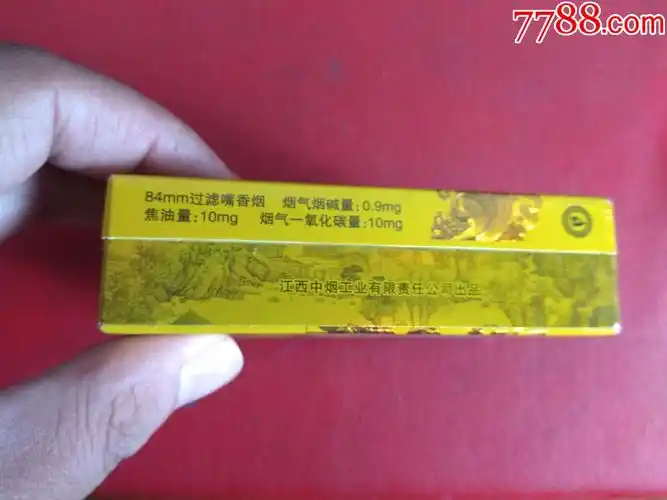 7788.com
84mm过滤嘴香烟 烟气烟碱量:0.9mg
焦油量:10mg 烟气一氧化碳量:10mg
江西中烟工业有限责任公司出品